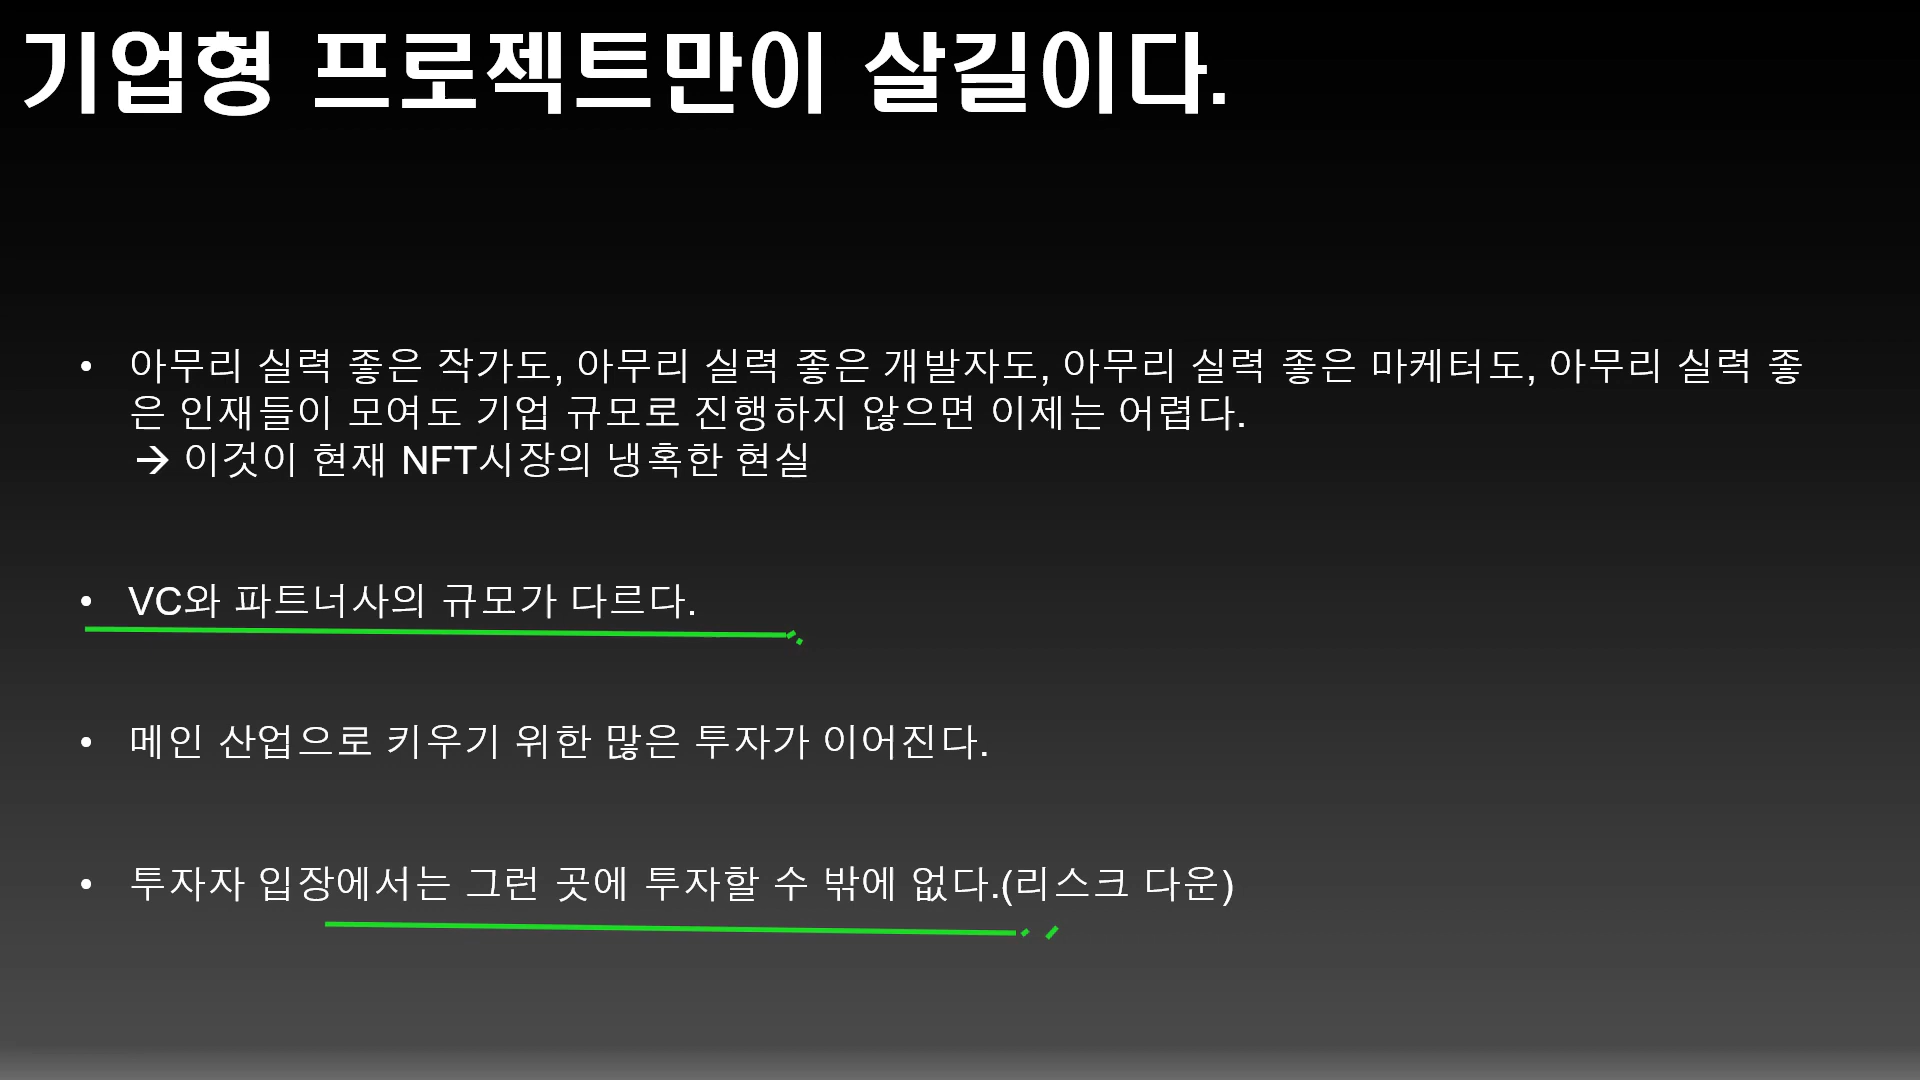 기업형 프로젝트만이 살길이다.
• 아무리 실력 좋은 작가도, 아무리 실력 좋은 개발자도, 아무리 실력 좋은 마케터도, 아무리 실력 좋
은 인재들이 모여도 기업 규모로 진행하지 않으면 이제는 어렵다.
→ 이것이 현재 NFT시장의 냉혹한 현실
• VC와 파트너사의 규모가 다르다.
• 메인 산업으로 키우기 위한 많은 투자가 이어진다.
• 투자자 입장에서는 그런 곳에 투자할 수 밖에 없다.(리스크 다운)